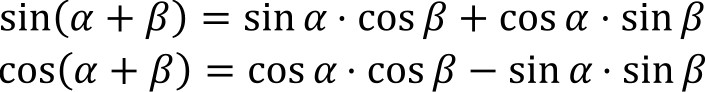 sin(α + β) = sin α · cos β + cos α · sin β
cos(α + β) = cos α · cos β − sin α · sin β